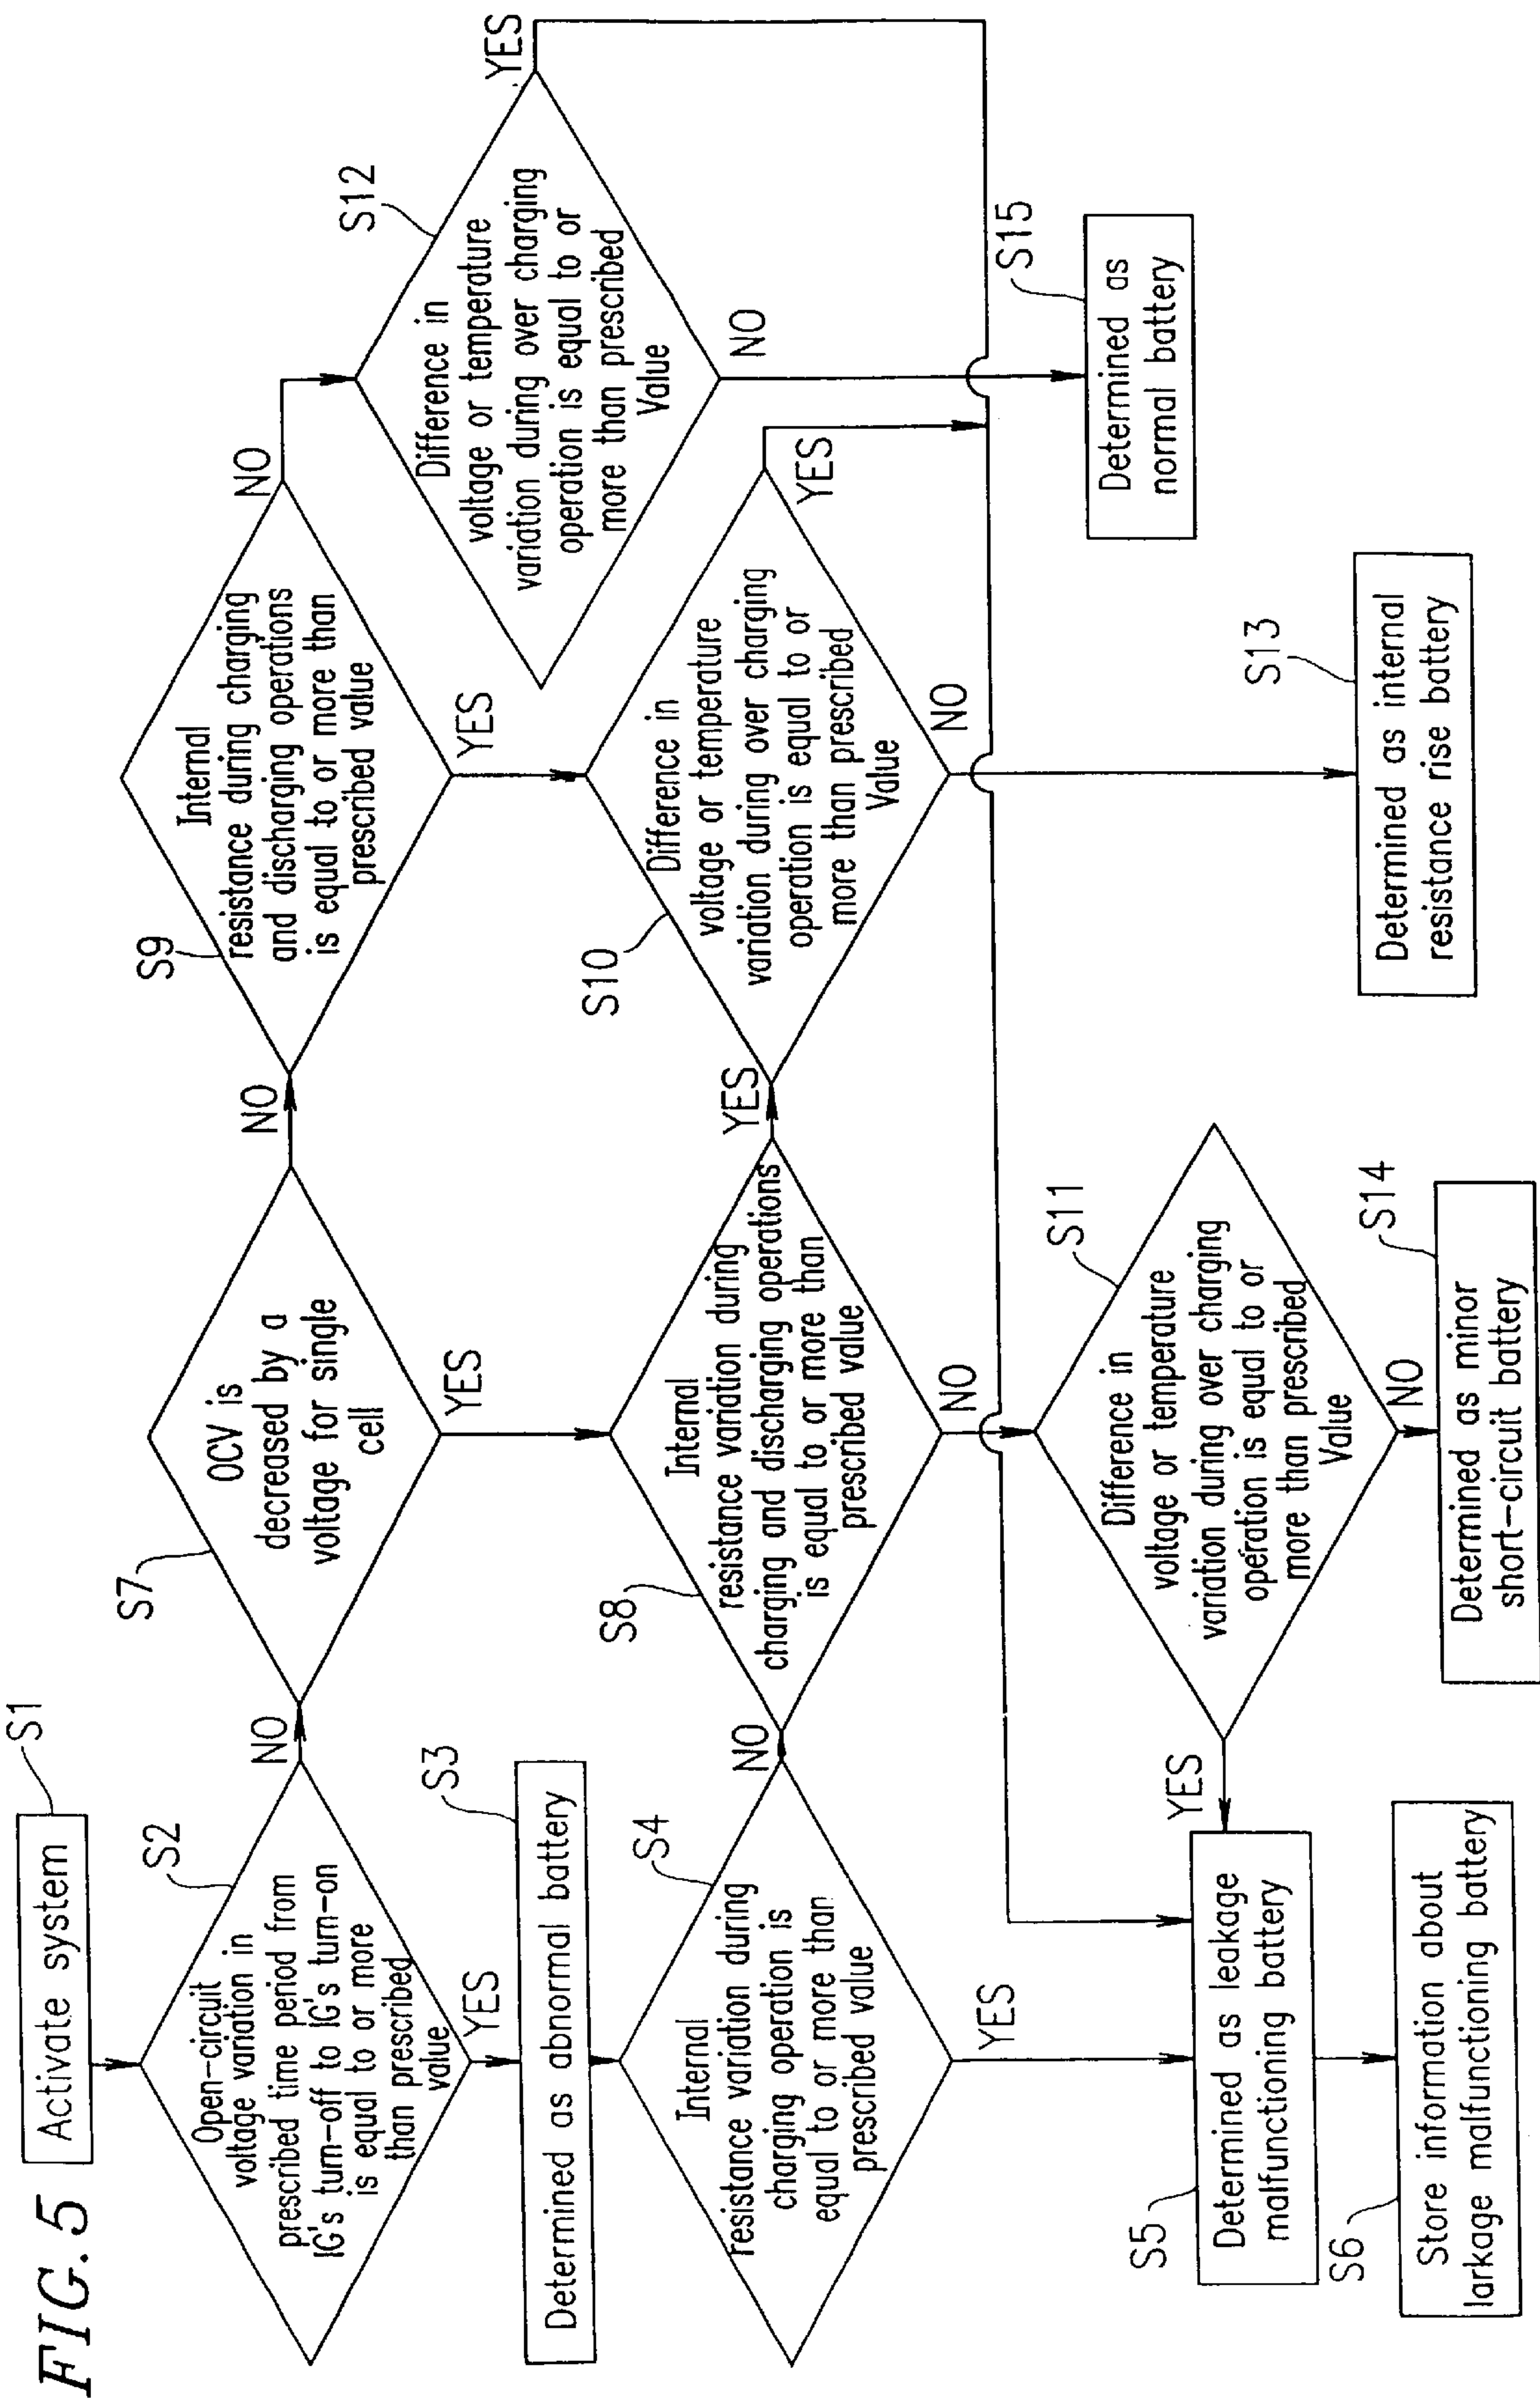 FIG. 5
Activate system
S1
Open-circuit
voltage variation in
prescribed time period from
IG's turn-off to IG's turn-on
is equal to or more
than prescribed
value
S2
NO
YES
Determined as abnormal battery
S3
Internal
resistance variation during
charging operation is
equal to or more than
prescribed value
S4
NO
YES
Determined as leakage
malfunctioning battery
S5
Store information about
larkage malfunctioning battery
S6
OCV is
decreased by a
voltage for single
cell
S7
NO
YES
Internal
resistance variation during
charging and discharging operations
is equal to or more than
prescribed value
S8
YES
NO
Difference in
voltage or temperature
variation during over charging
operation is equal to or
more than prescribed
Value
S11
YES
NO
Determined as minor
short-circuit battery
S14
Internal
resistance during charging
and discharging operations
is equal to or more than
prescribed value
S9
NO
YES
Difference in
voltage or temperature
variation during over charging
operation is equal to or
more than prescribed
Value
S10
YES
NO
Determined as internal
resistance rise battery
S13
Difference in
voltage or temperature
variation during over charging
operation is equal to or
more than prescribed
Value
S12
YES
NO
Determined as
normal battery
S15